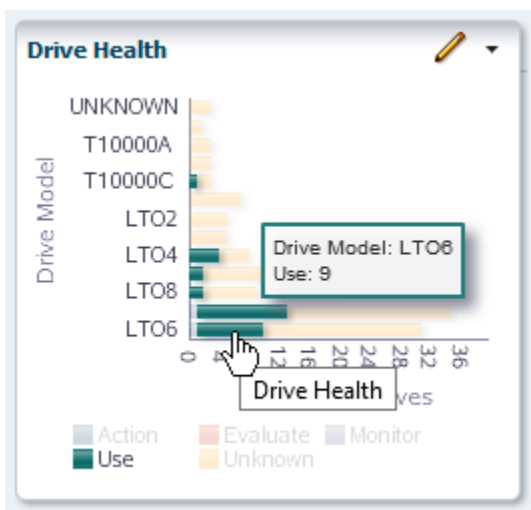 Drive Health
UNKNOWN
T10000A
T10000C
LTO2
LTO4
LTO8
LTO6
Drive Model
Drive Model: LTO6
Use: 9
0 4 12 16 20 24 28 32 36
Drive Health
ves
Action Evaluate Monitor
Use Unknown